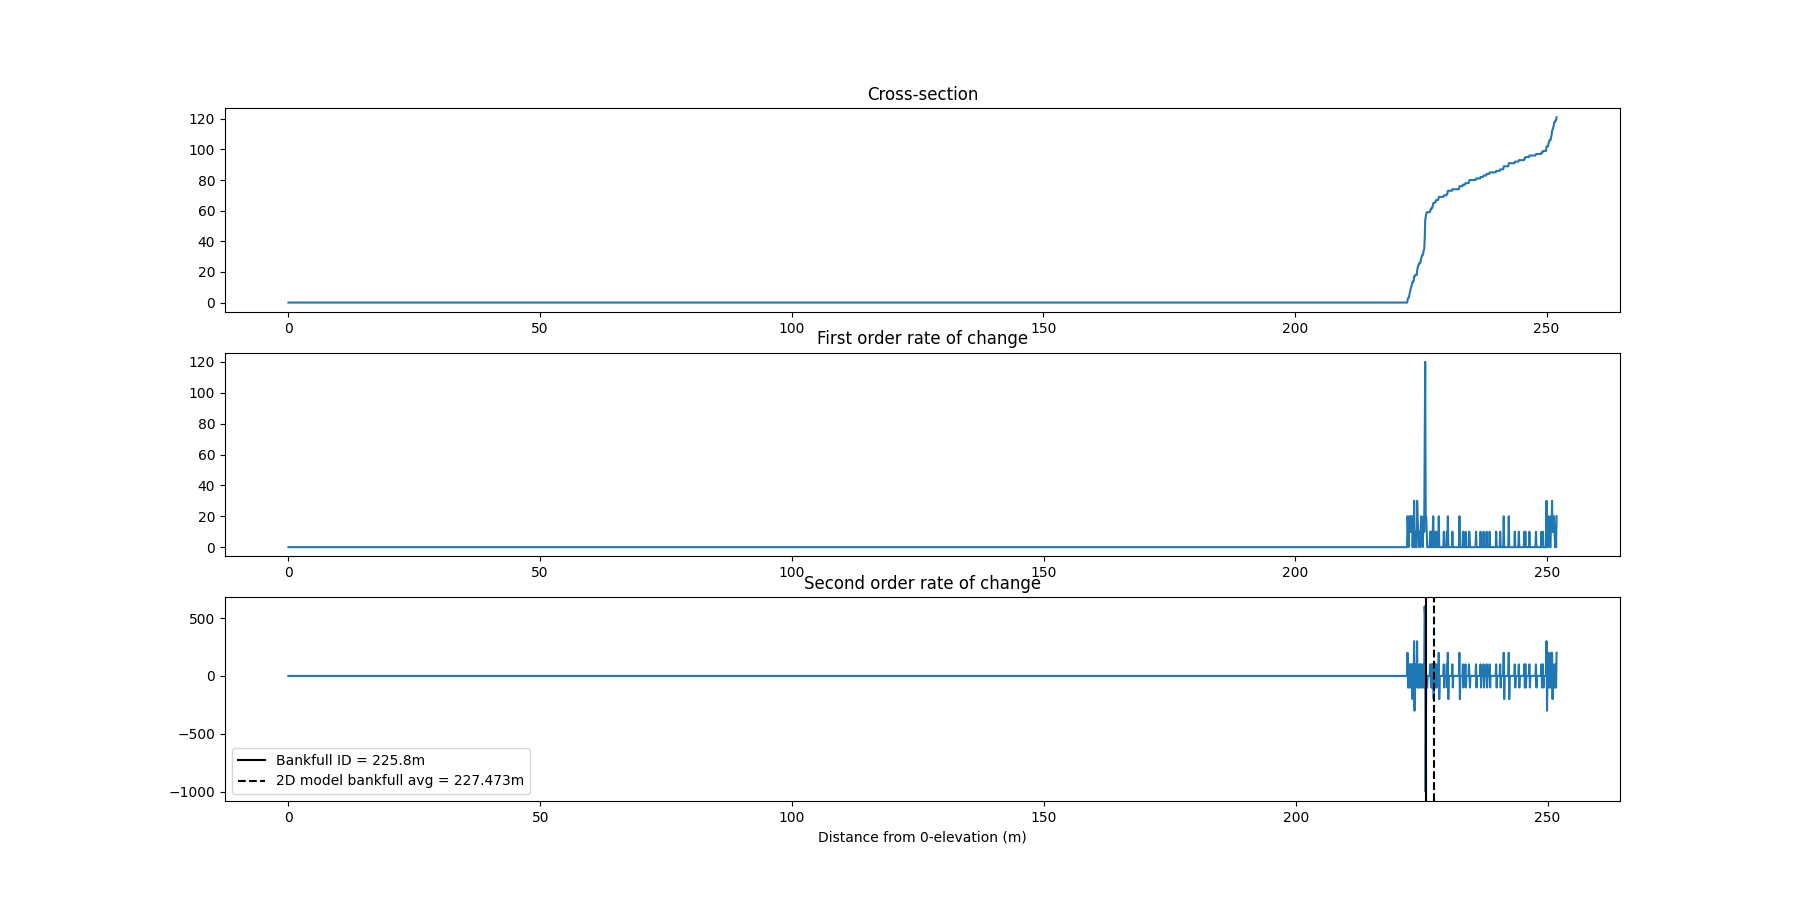 Cross-section
120
100
80
60
40
20
0
0 50 100 150 200 250
First order rate of change
120
100
80
60
40
20
0
0 50 100 150 200 250
Second order rate of change
500
0
−500
−1000
Bankfull ID = 225.8m
2D model bankfull avg = 227.473m
0 50 100 150 200 250
Distance from 0-elevation (m)